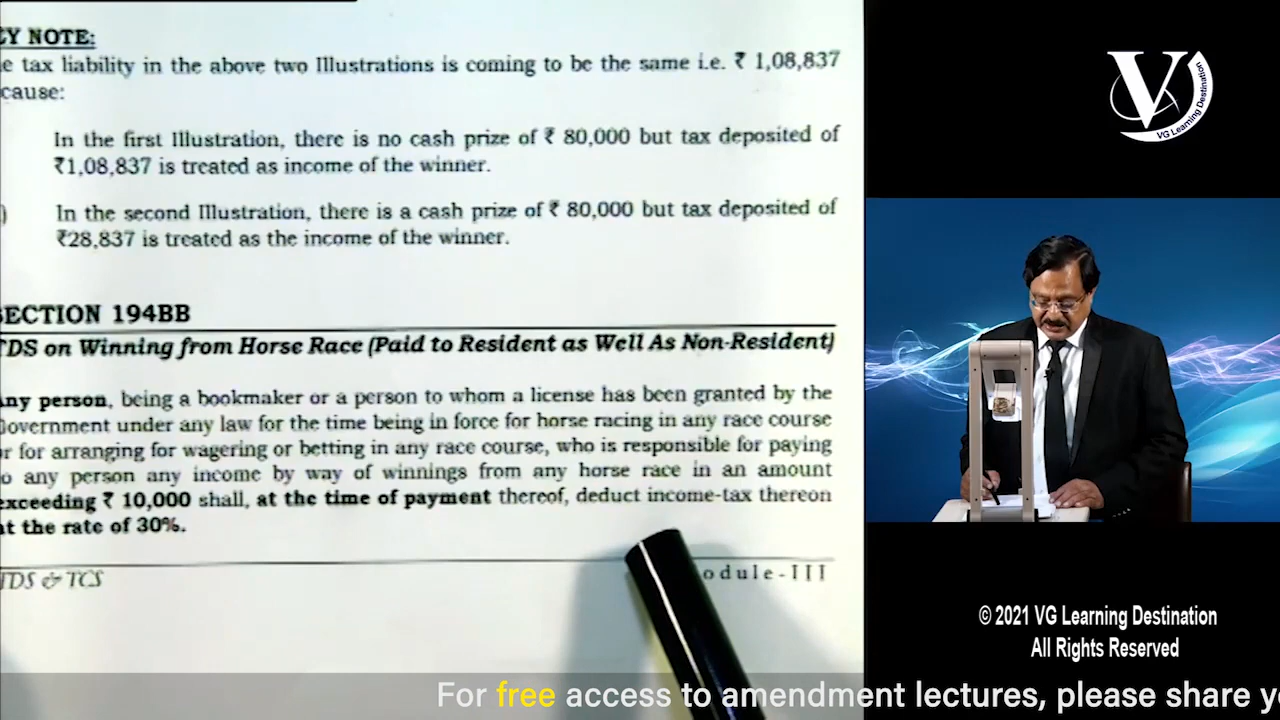 Y NOTE:
e tax liability in the above two Illustrations is coming to be the same i.e. ₹ 1,08,837
cause:
In the first Illustration, there is no cash prize of ₹ 80,000 but tax deposited of
₹1,08,837 is treated as income of the winner.
) In the second Illustration, there is a cash prize of ₹ 80,000 but tax deposited of
₹28,837 is treated as the income of the winner.
SECTION 194BB
TDS on Winning from Horse Race (Paid to Resident as Well As Non-Resident)
Any person, being a bookmaker or a person to whom a license has been granted by the
Government under any law for the time being in force for horse racing in any race course
or for arranging for wagering or betting in any race course, who is responsible for paying
to any person any income by way of winnings from any horse race in an amount
exceeding ₹ 10,000 shall, at the time of payment thereof, deduct income-tax thereon
at the rate of 30%.
TDS & TCS
odule-III
V
VG Learning Destination
© 2021 VG Learning Destination
All Rights Reserved
For free access to amendment lectures, please share y